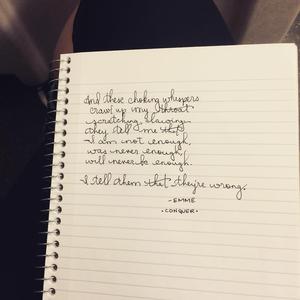 And these choking whispers
crawl up my throat
scratching, clawing.
they tell me that
I am not enough,
was never enough,
will never be enough.
I tell them that they're wrong.
-EMME
•CONQUER•